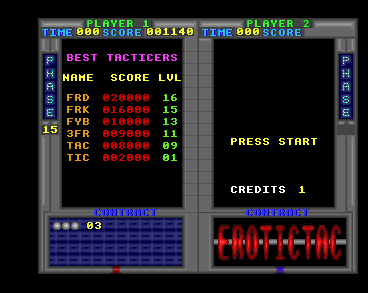 PLAYER 1
TIME 000 SCORE 001140
PHASE
15
BEST TACTICERS
NAME SCORE LVL
FRD 020000 16
FRK 016000 15
FYB 010000 13
3FR 009000 11
TAC 008000 09
TIC 002000 01
CONTRACT
03
PLAYER 2
TIME 000 SCORE
PHASE
PRESS START
CREDITS 1
CONTRACT
EROTICTAC